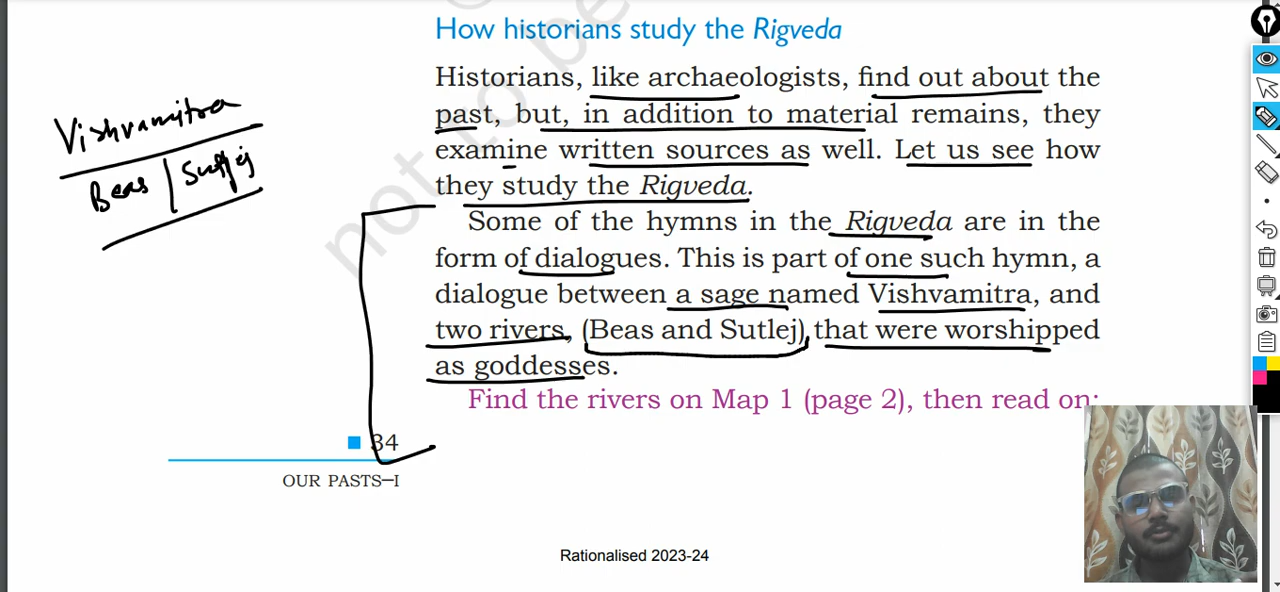 How historians study the Rigveda
Historians, like archaeologists, find out about the
past, but, in addition to material remains, they
examine written sources as well. Let us see how
they study the Rigveda.
Some of the hymns in the Rigveda are in the
form of dialogues. This is part of one such hymn, a
dialogue between a sage named Vishvamitra, and
two rivers, (Beas and Sutlej) that were worshipped
as goddesses.
Find the rivers on Map 1 (page 2), then read on:
Vishvamitra
Beas | Sutlej
34
OUR PASTS—I
Rationalised 2023-24
not to be